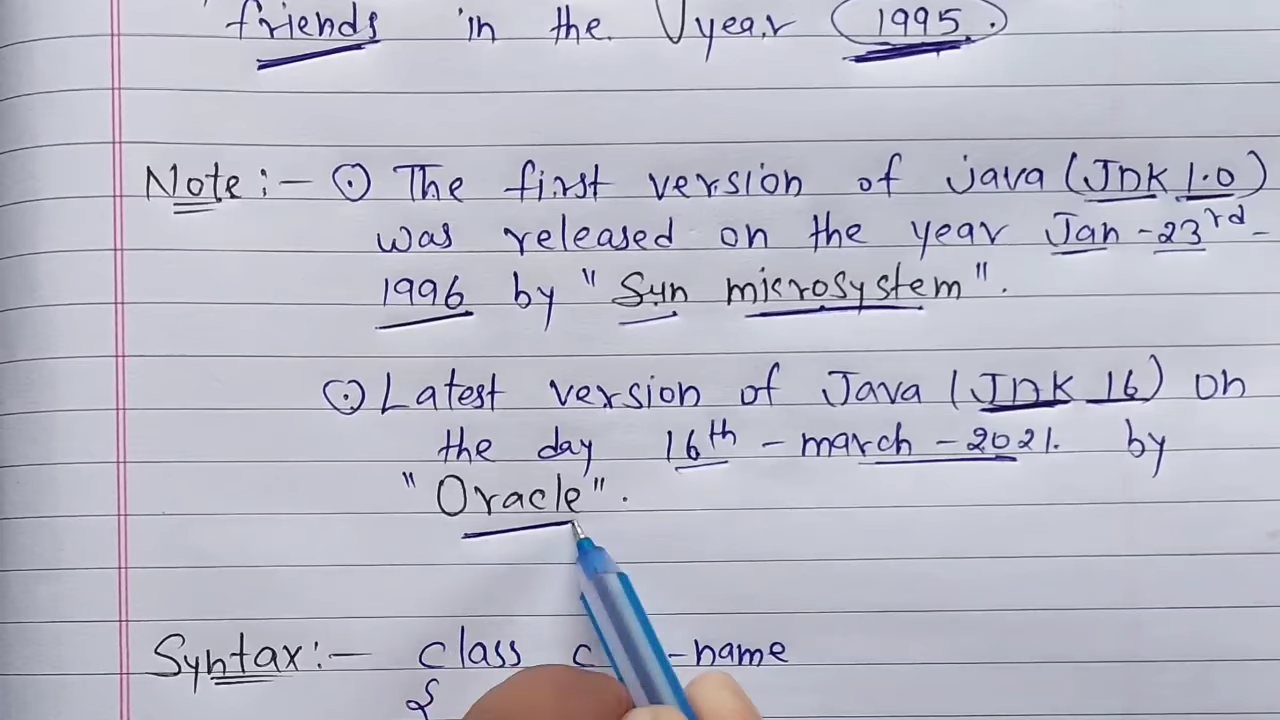 friends in the year 1995.
Note:- ⊙ The first version of java (JDK 1.0)
was released on the year Jan-23rd-
1996 by "Sun microsystem".
⊙ Latest version of Java (JDK 16) on
the day 16th-march-2021. by
"Oracle".
Syntax:- class c -name
{